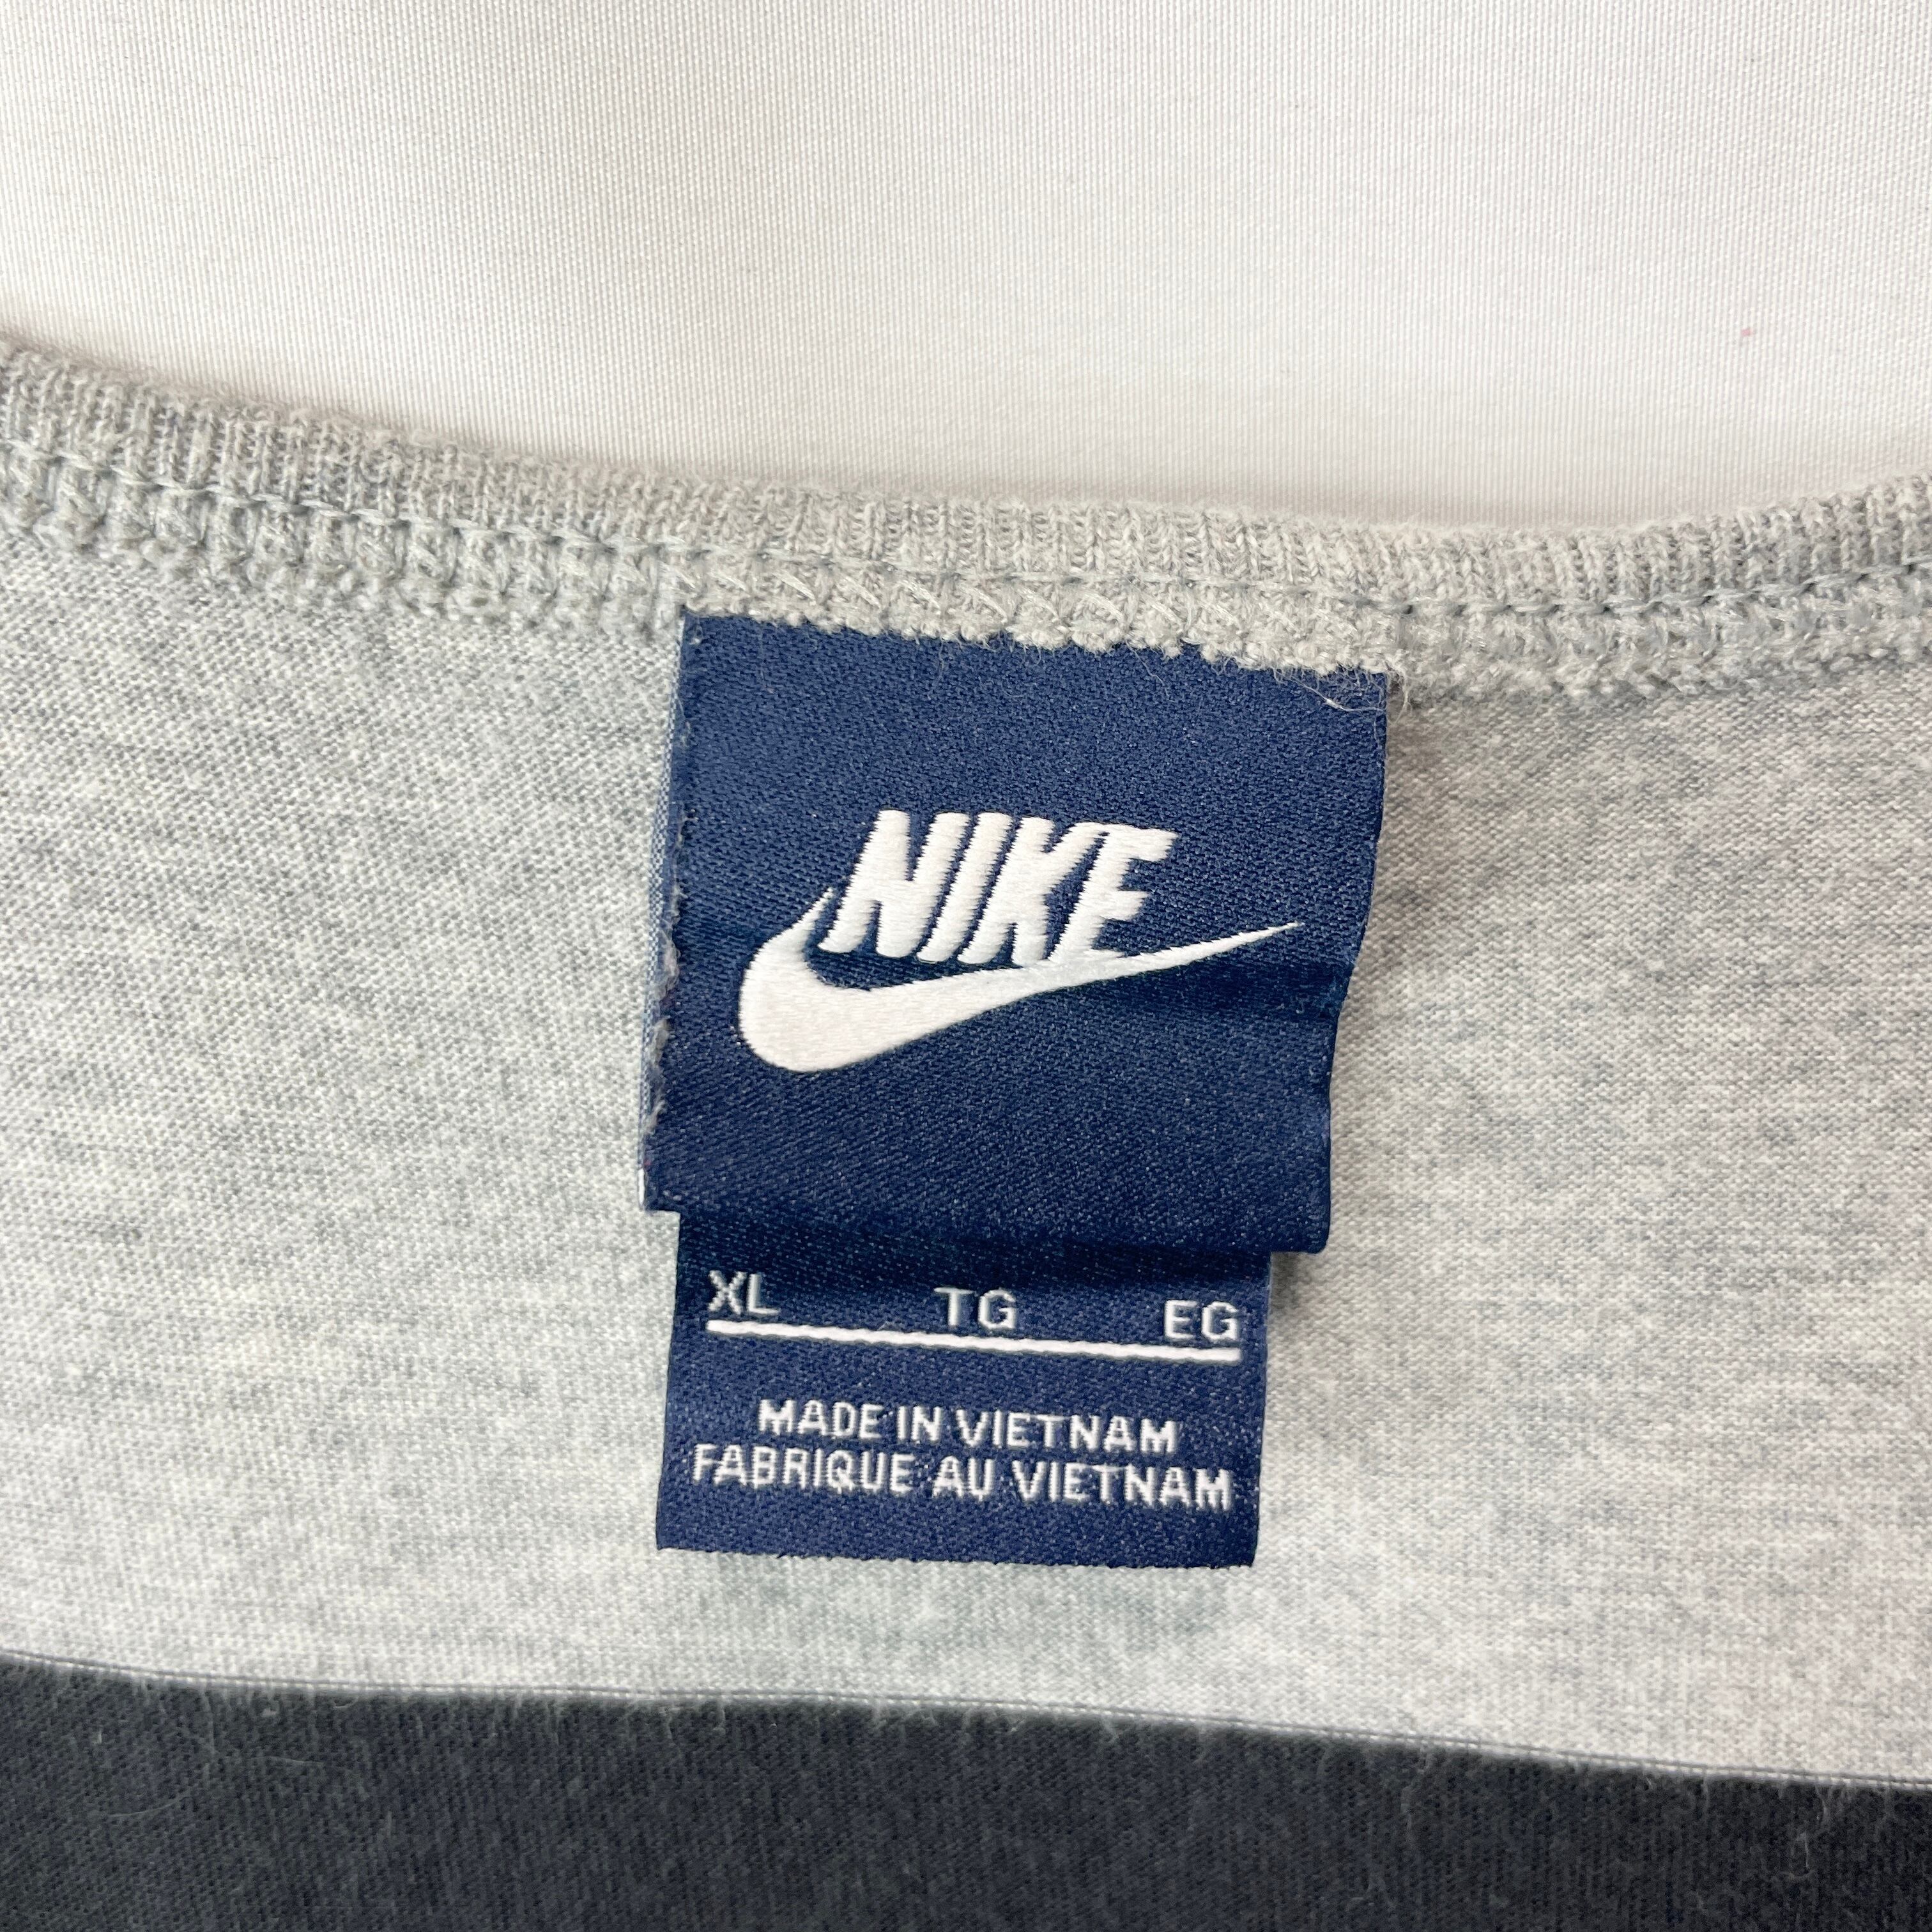 NIKE
XL TG EG
MADE IN VIETNAM
FABRIQUE AU VIETNAM